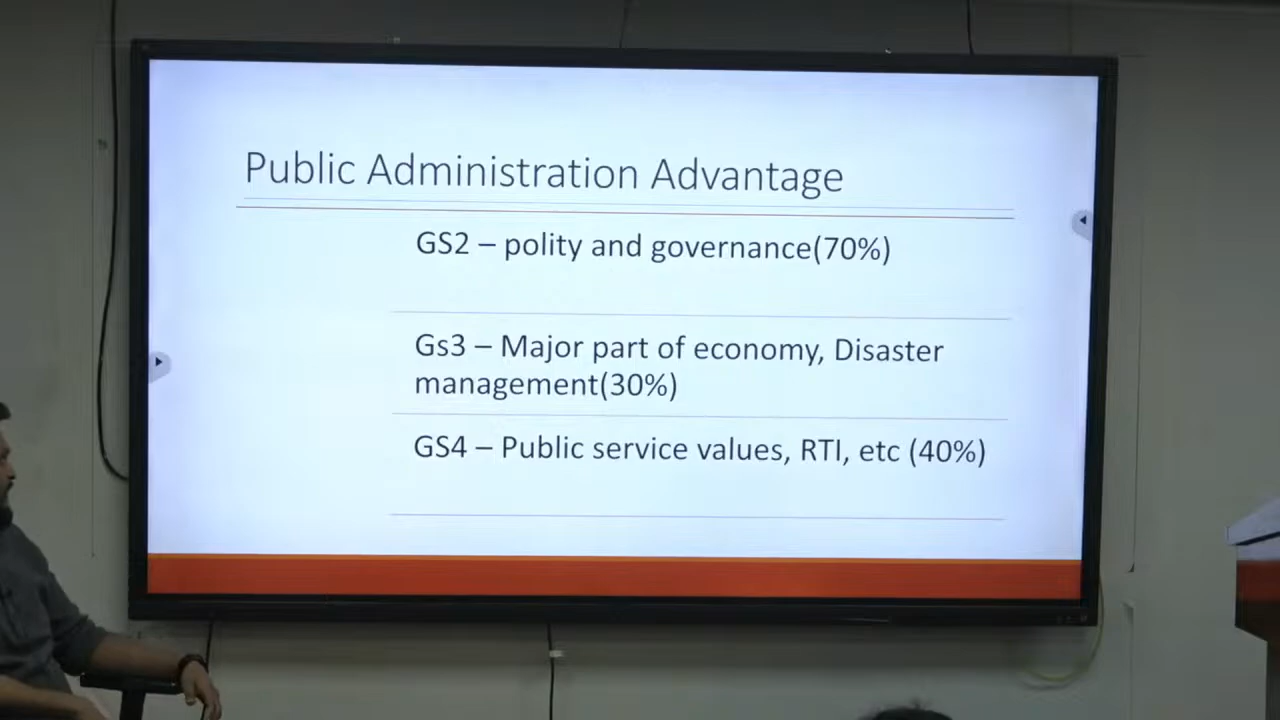 Public Administration Advantage
GS2 – polity and governance(70%)
Gs3 – Major part of economy, Disaster
management(30%)
GS4 – Public service values, RTI, etc (40%)